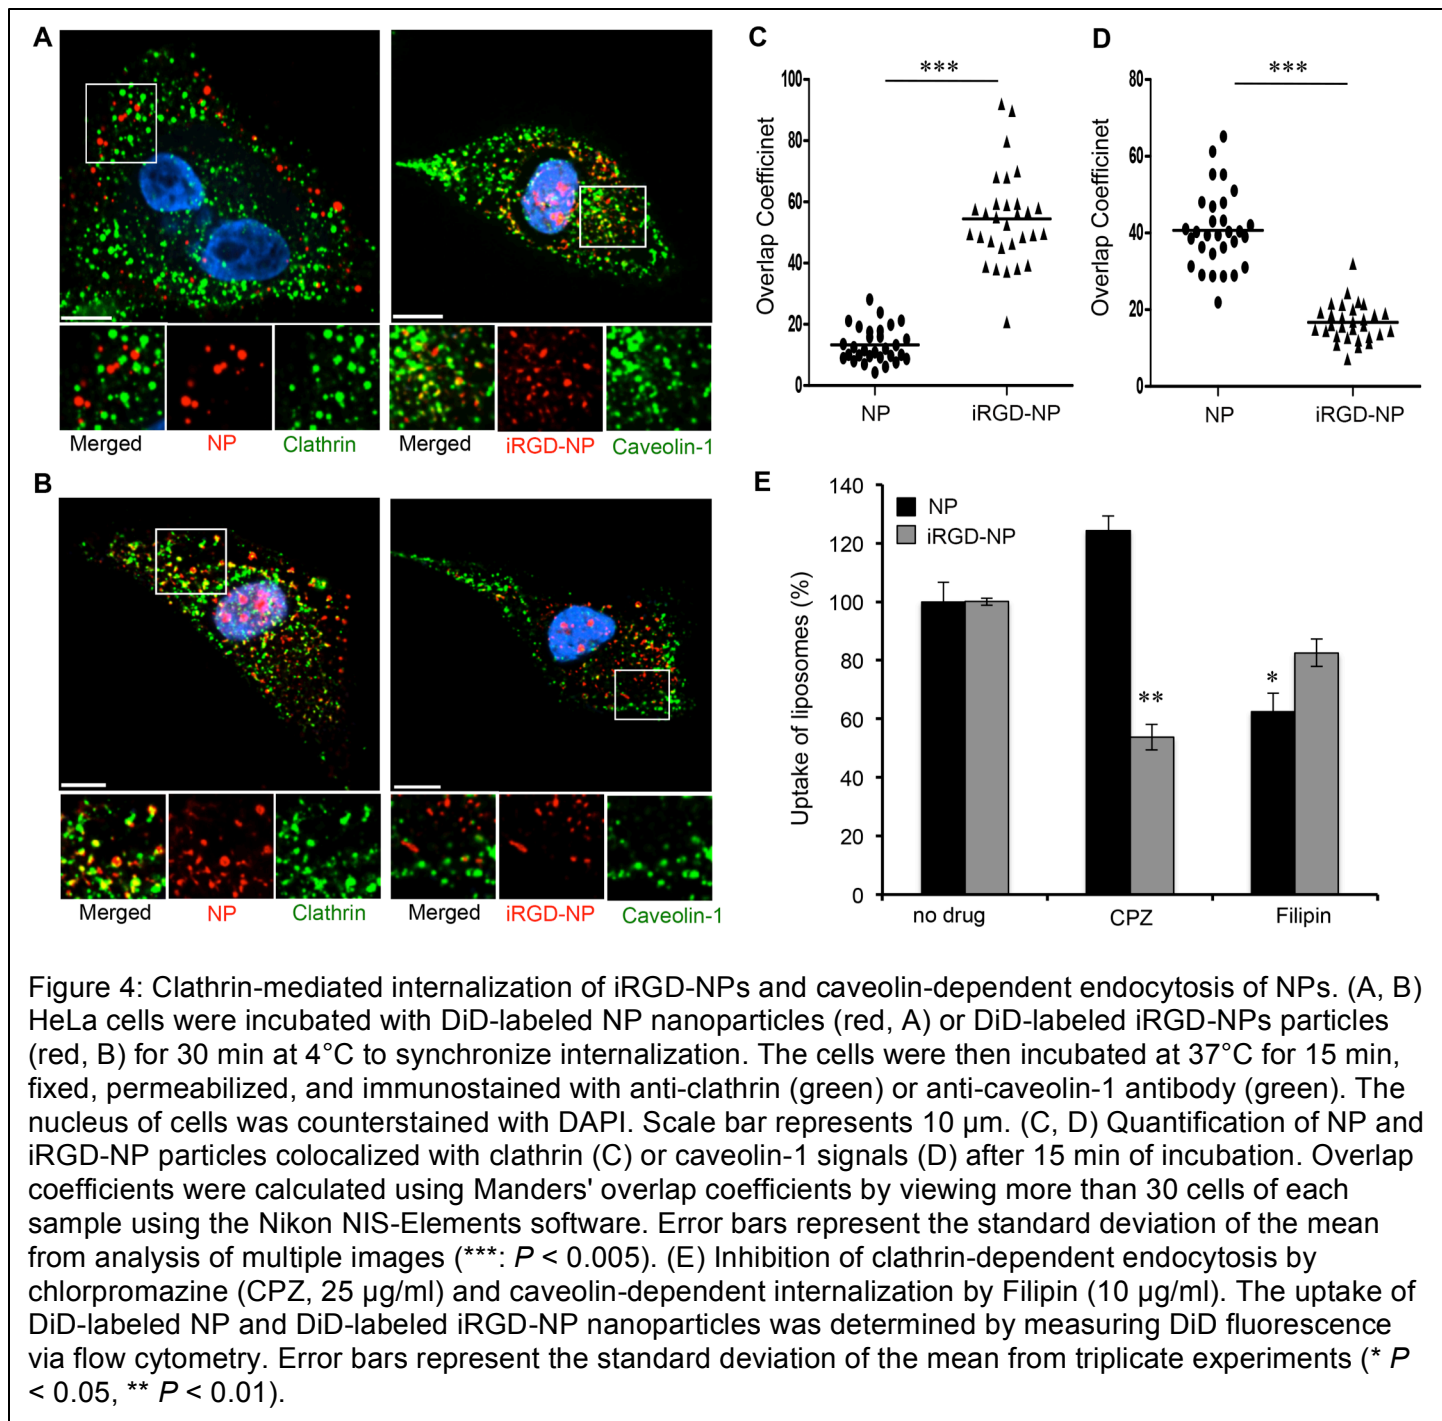 A
Merged
NP
Clathrin
Merged
iRGD-NP
Caveolin-1
B
Merged
NP
Clathrin
Merged
iRGD-NP
Caveolin-1
C
***
Overlap Coefficinet
100
80
60
40
20
0
NP
iRGD-NP
D
***
Overlap Coefficinet
80
60
40
20
0
NP
iRGD-NP
E
NP
iRGD-NP
Uptake of liposomes (%)
140
120
100
80
60
40
20
0
**
*
no drug
CPZ
Filipin
Figure 4: Clathrin-mediated internalization of iRGD-NPs and caveolin-dependent endocytosis of NPs. (A, B)
HeLa cells were incubated with DiD-labeled NP nanoparticles (red, A) or DiD-labeled iRGD-NPs particles
(red, B) for 30 min at 4°C to synchronize internalization. The cells were then incubated at 37°C for 15 min,
fixed, permeabilized, and immunostained with anti-clathrin (green) or anti-caveolin-1 antibody (green). The
nucleus of cells was counterstained with DAPI. Scale bar represents 10 µm. (C, D) Quantification of NP and
iRGD-NP particles colocalized with clathrin (C) or caveolin-1 signals (D) after 15 min of incubation. Overlap
coefficients were calculated using Manders' overlap coefficients by viewing more than 30 cells of each
sample using the Nikon NIS-Elements software. Error bars represent the standard deviation of the mean
from analysis of multiple images (***: P < 0.005). (E) Inhibition of clathrin-dependent endocytosis by
chlorpromazine (CPZ, 25 µg/ml) and caveolin-dependent internalization by Filipin (10 µg/ml). The uptake of
DiD-labeled NP and DiD-labeled iRGD-NP nanoparticles was determined by measuring DiD fluorescence
via flow cytometry. Error bars represent the standard deviation of the mean from triplicate experiments (* P
< 0.05, ** P < 0.01).